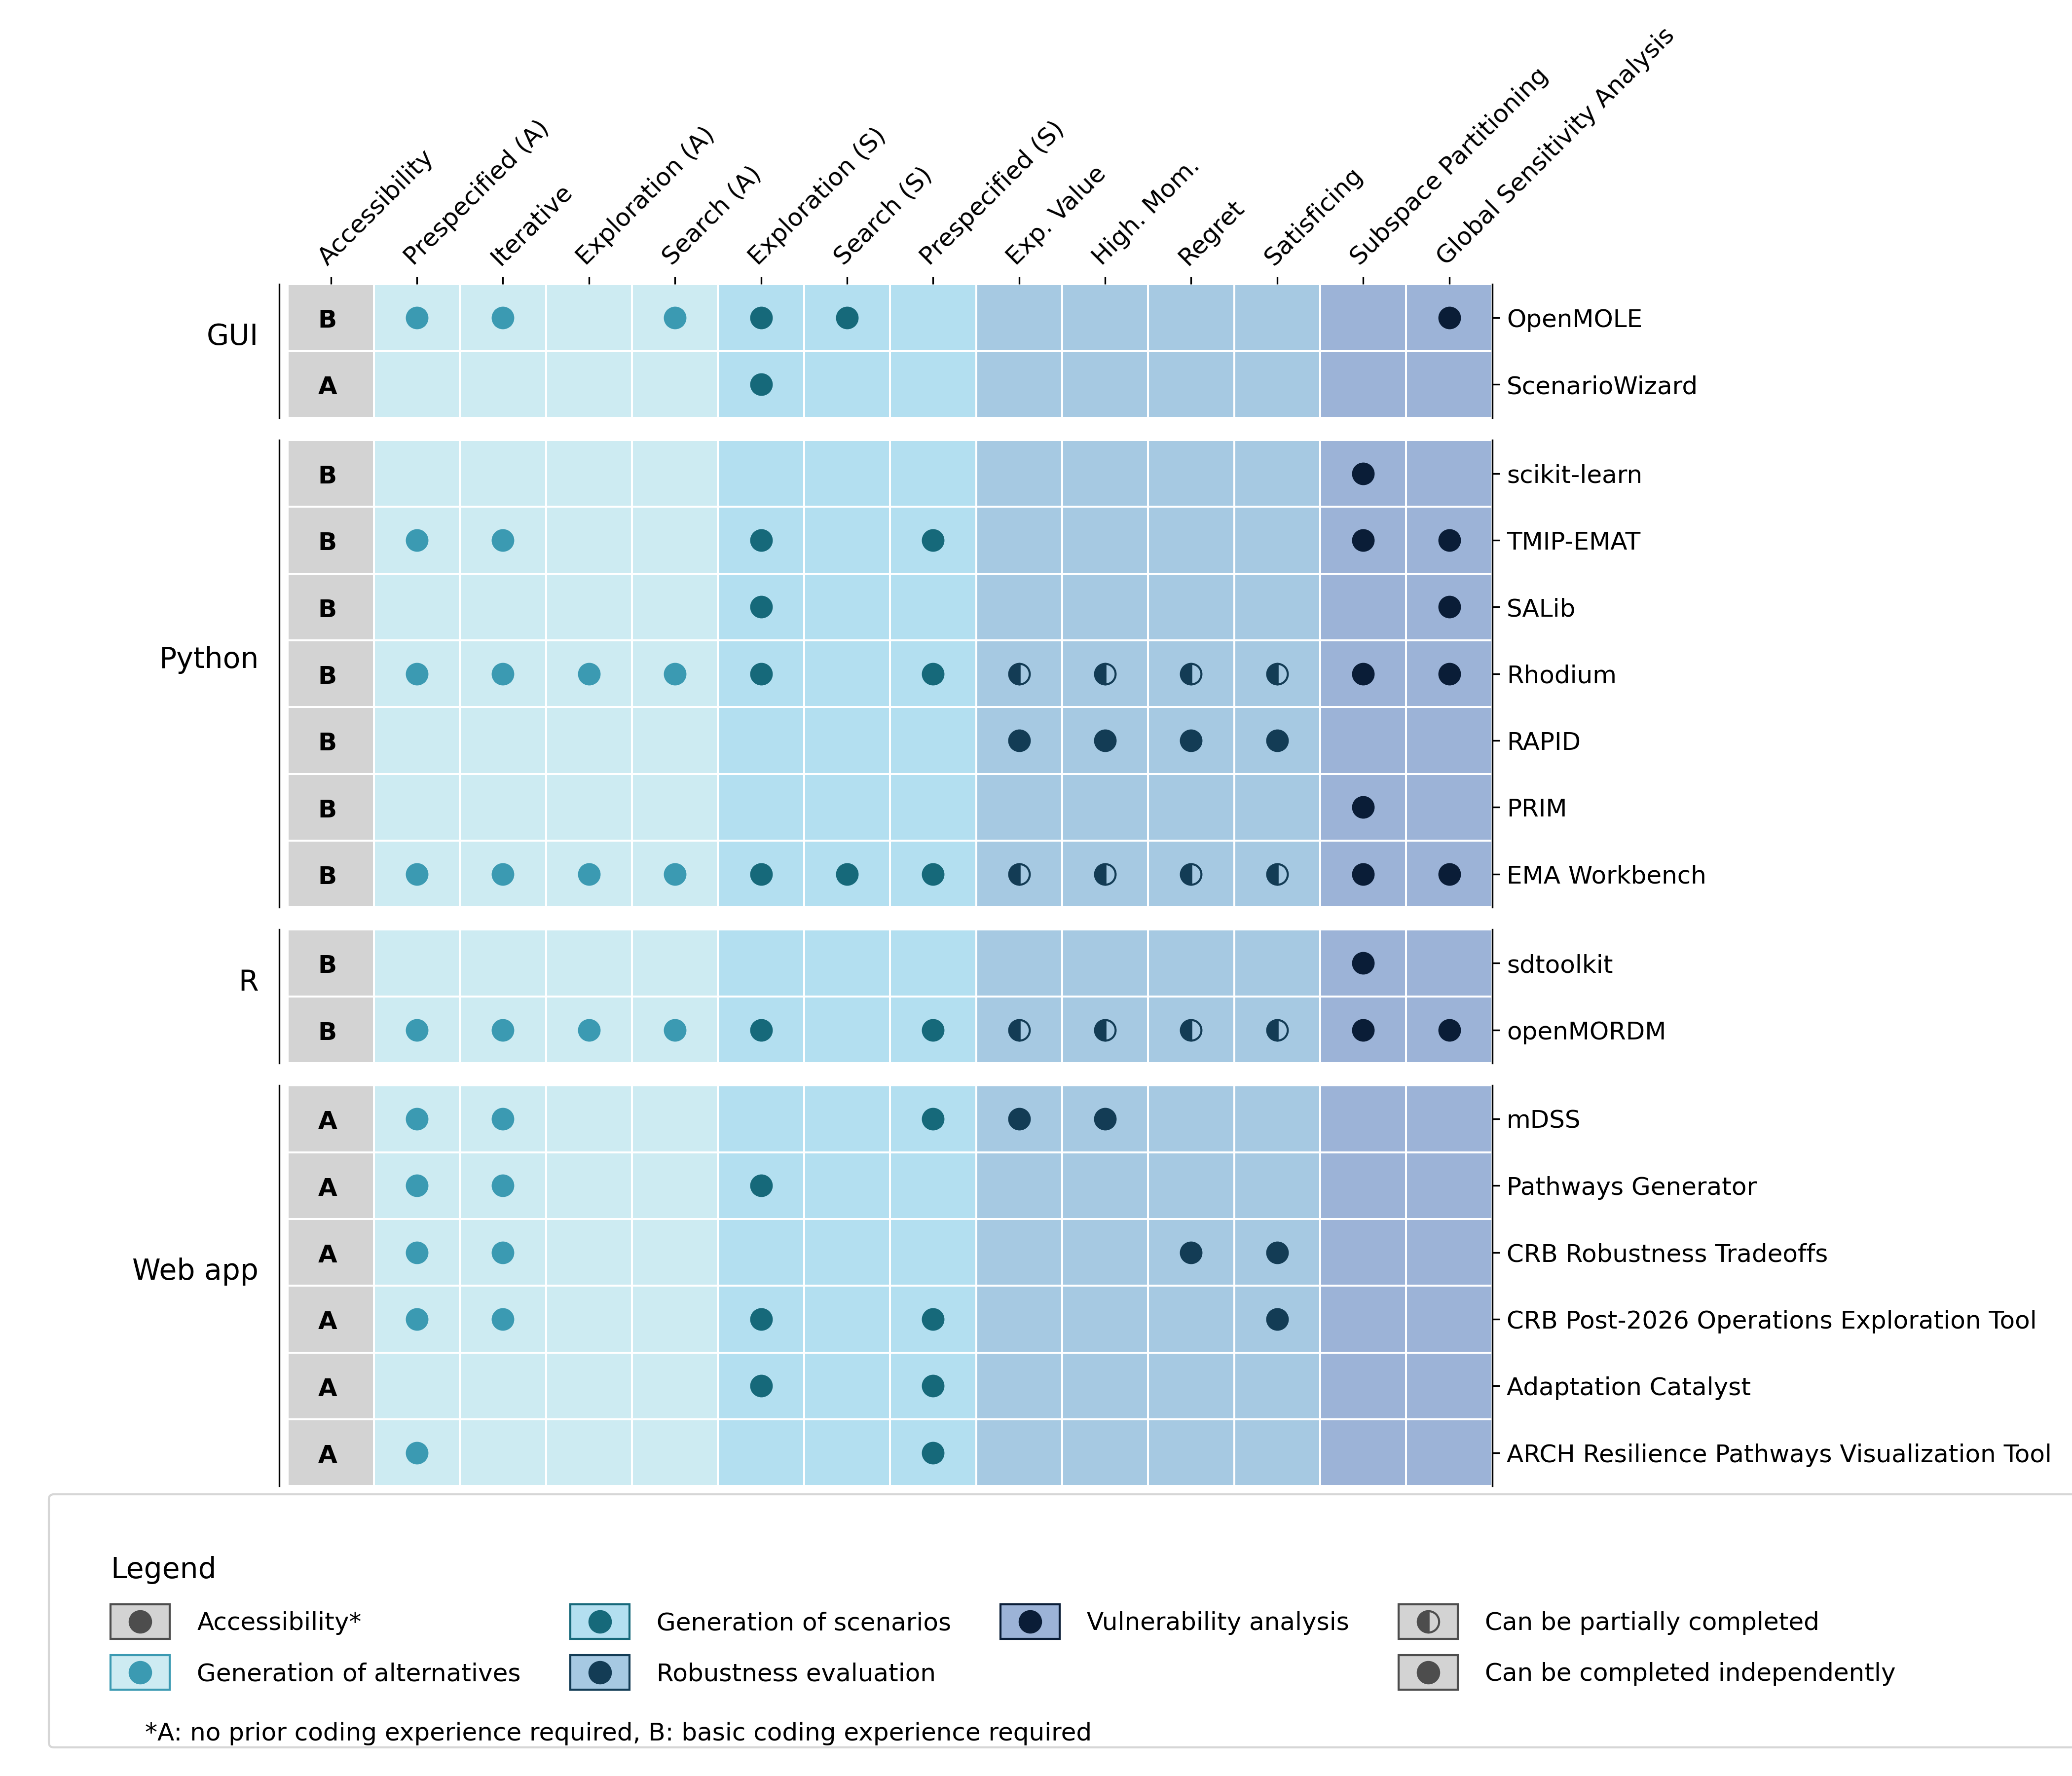 Accessibility
Prespecified (A)
Iterative
Exploration (A)
Search (A)
Exploration (S)
Search (S)
Prespecified (S)
Exp. Value
High. Mom.
Regret
Satisficing
Subspace Partitioning
Global Sensitivity Analysis
GUI
B OpenMOLE
A ScenarioWizard
Python
B scikit-learn
B TMIP-EMAT
B SALib
B Rhodium
B RAPID
B PRIM
B EMA Workbench
R
B sdtoolkit
B openMORDM
Web app
A mDSS
A Pathways Generator
A CRB Robustness Tradeoffs
A CRB Post-2026 Operations Exploration Tool
A Adaptation Catalyst
A ARCH Resilience Pathways Visualization Tool
Legend
Accessibility* Generation of scenarios Vulnerability analysis Can be partially completed
Generation of alternatives Robustness evaluation Can be completed independently
*A: no prior coding experience required, B: basic coding experience required